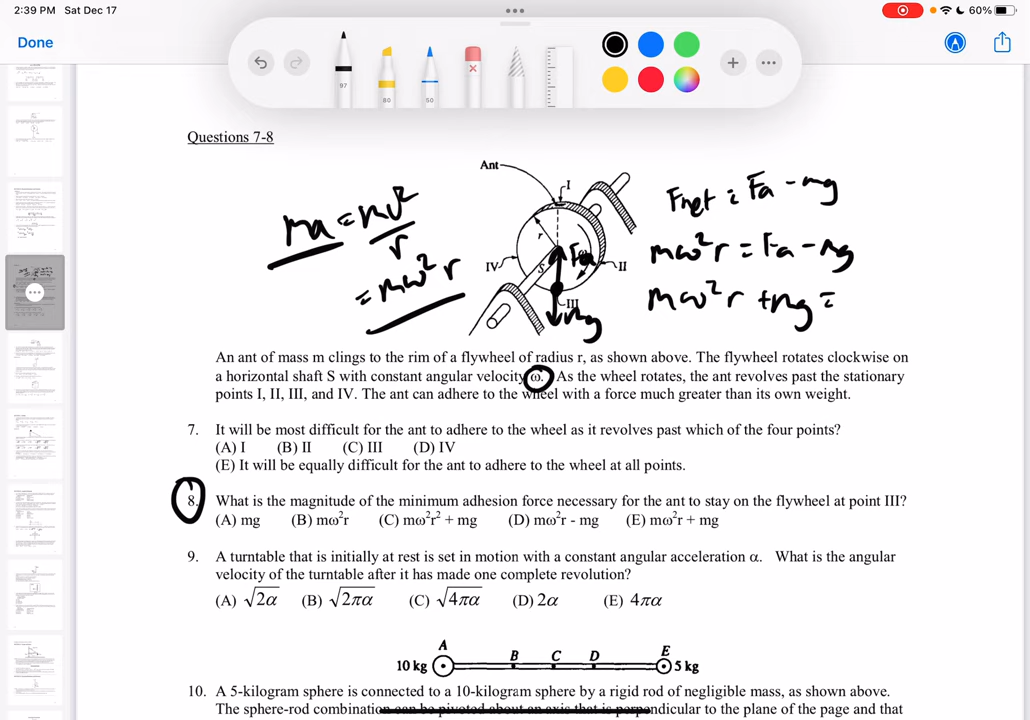 2:39 PM Sat Dec 17
60%
Done
97
80
50
Questions 7-8
Ant
I
r
IV
S
II
III
Fa
mg
ma = mv²/r
= mω²r
Fnet = Fa - mg
mω²r = Fa - mg
mω²r + mg =
An ant of mass m clings to the rim of a flywheel of radius r, as shown above. The flywheel rotates clockwise on
a horizontal shaft S with constant angular velocity ω. As the wheel rotates, the ant revolves past the stationary
points I, II, III, and IV. The ant can adhere to the wheel with a force much greater than its own weight.
7. It will be most difficult for the ant to adhere to the wheel as it revolves past which of the four points?
(A) I (B) II (C) III (D) IV
(E) It will be equally difficult for the ant to adhere to the wheel at all points.
8. What is the magnitude of the minimum adhesion force necessary for the ant to stay on the flywheel at point III?
(A) mg (B) mω²r (C) mω²r² + mg (D) mω²r - mg (E) mω²r + mg
9. A turntable that is initially at rest is set in motion with a constant angular acceleration α. What is the angular
velocity of the turntable after it has made one complete revolution?
(A) √2α (B) √2πα (C) √4πα (D) 2α (E) 4πα
A
B C D
E
10 kg
5 kg
10. A 5-kilogram sphere is connected to a 10-kilogram sphere by a rigid rod of negligible mass, as shown above.
The sphere-rod combination can be pivoted about an axis that is perpendicular to the plane of the page and that